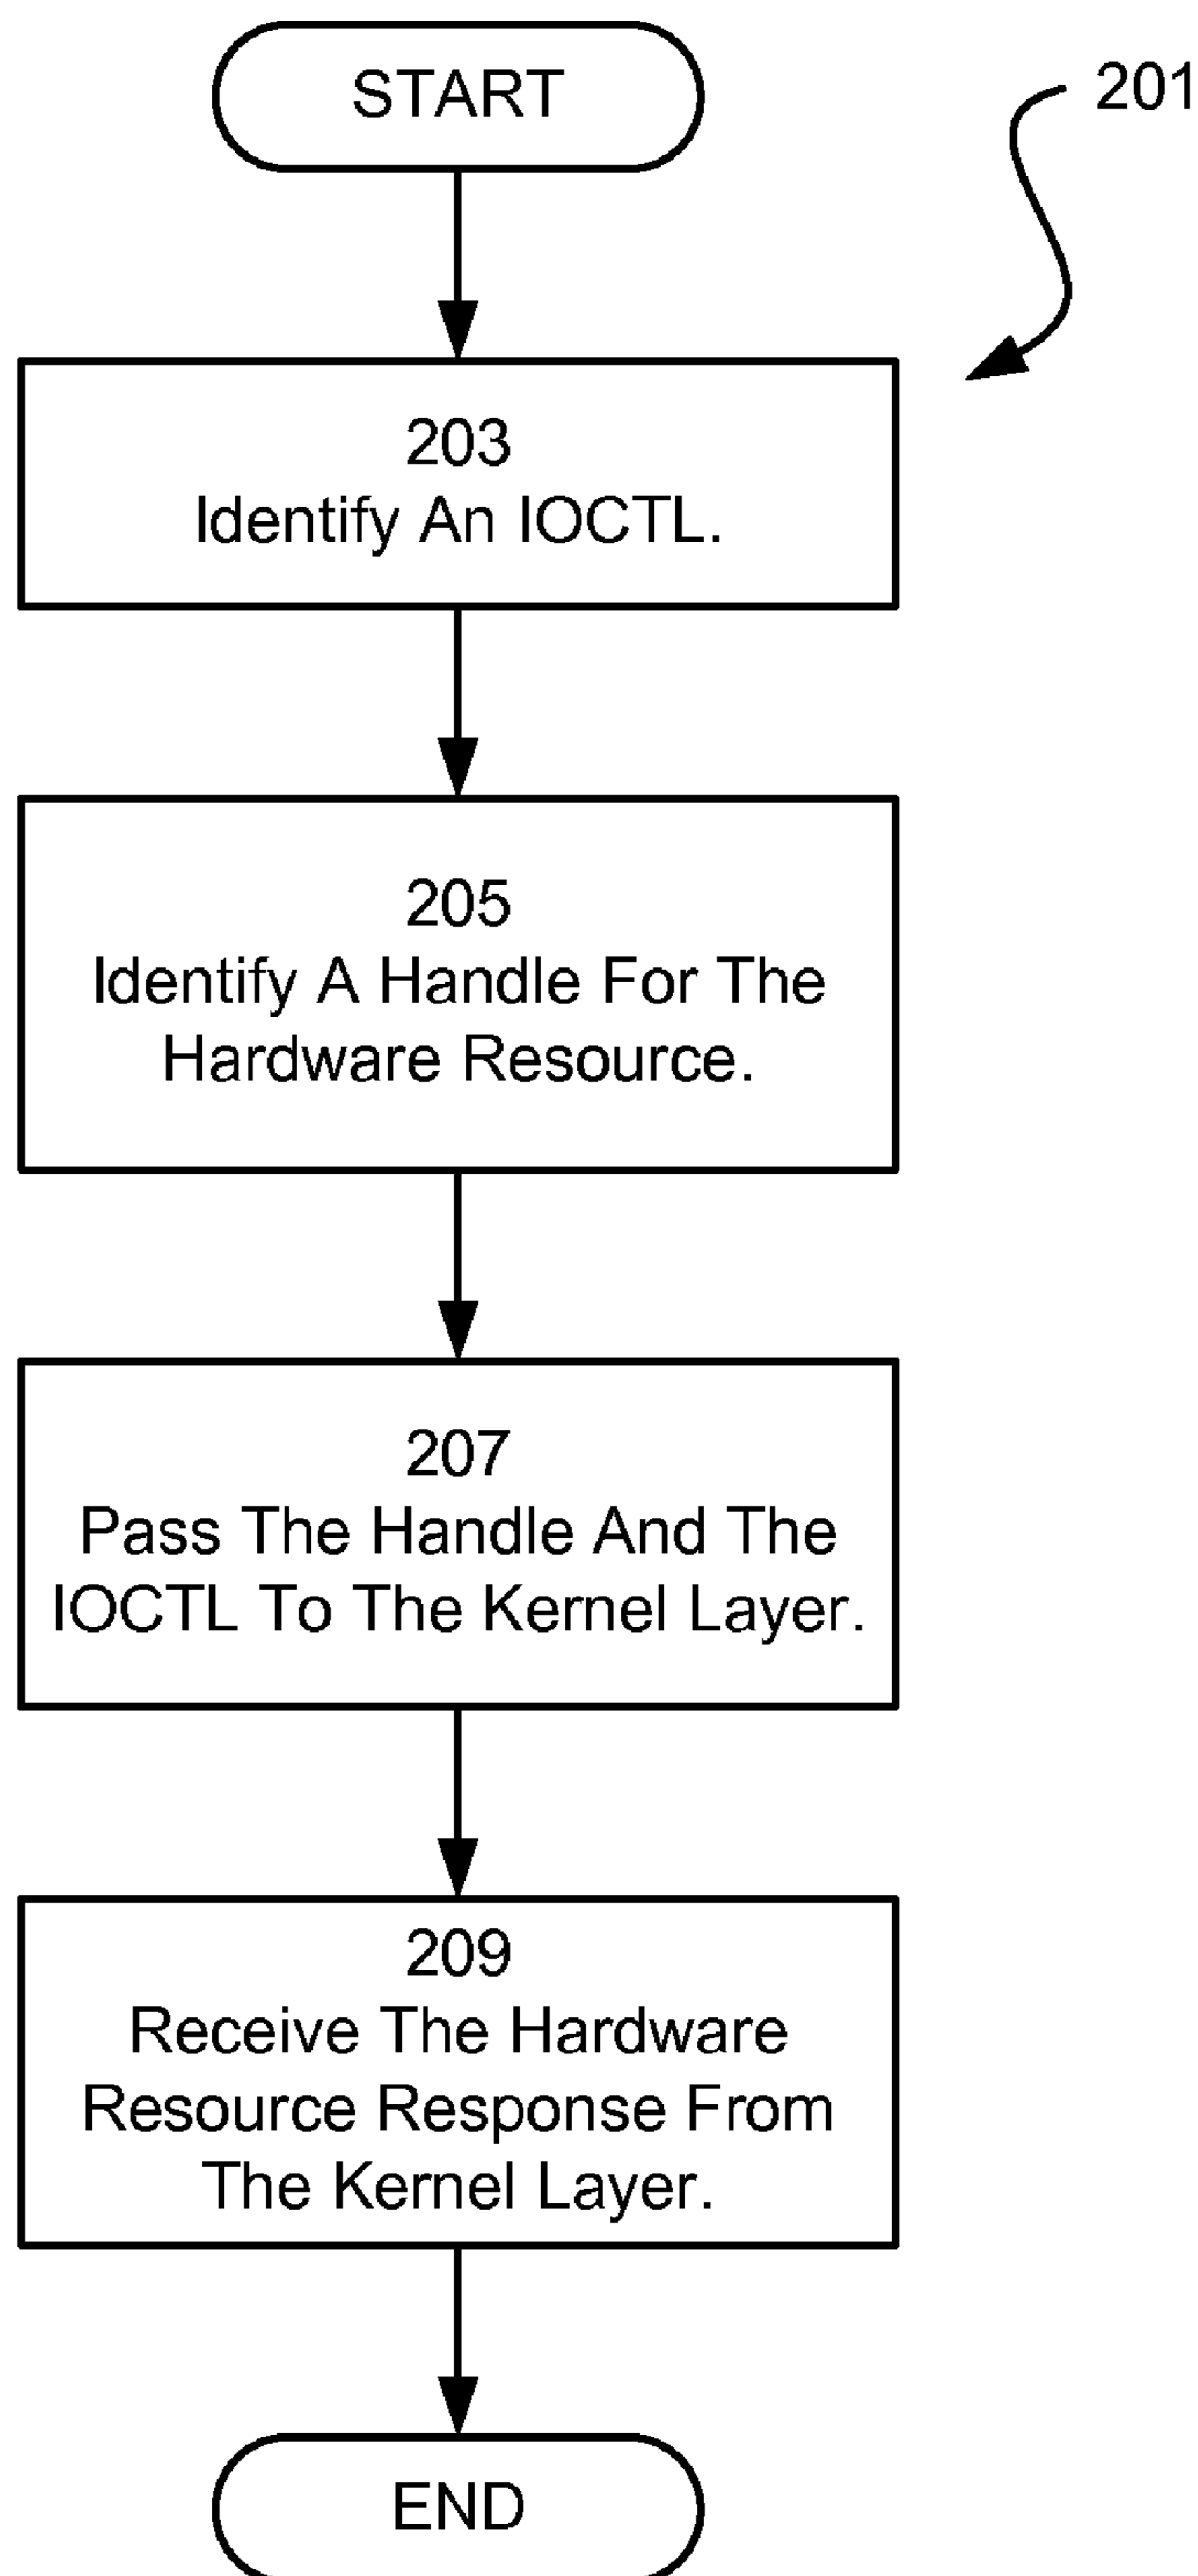 START
201
203
Identify An IOCTL.
205
Identify A Handle For The
Hardware Resource.
207
Pass The Handle And The
IOCTL To The Kernel Layer.
209
Receive The Hardware
Resource Response From
The Kernel Layer.
END